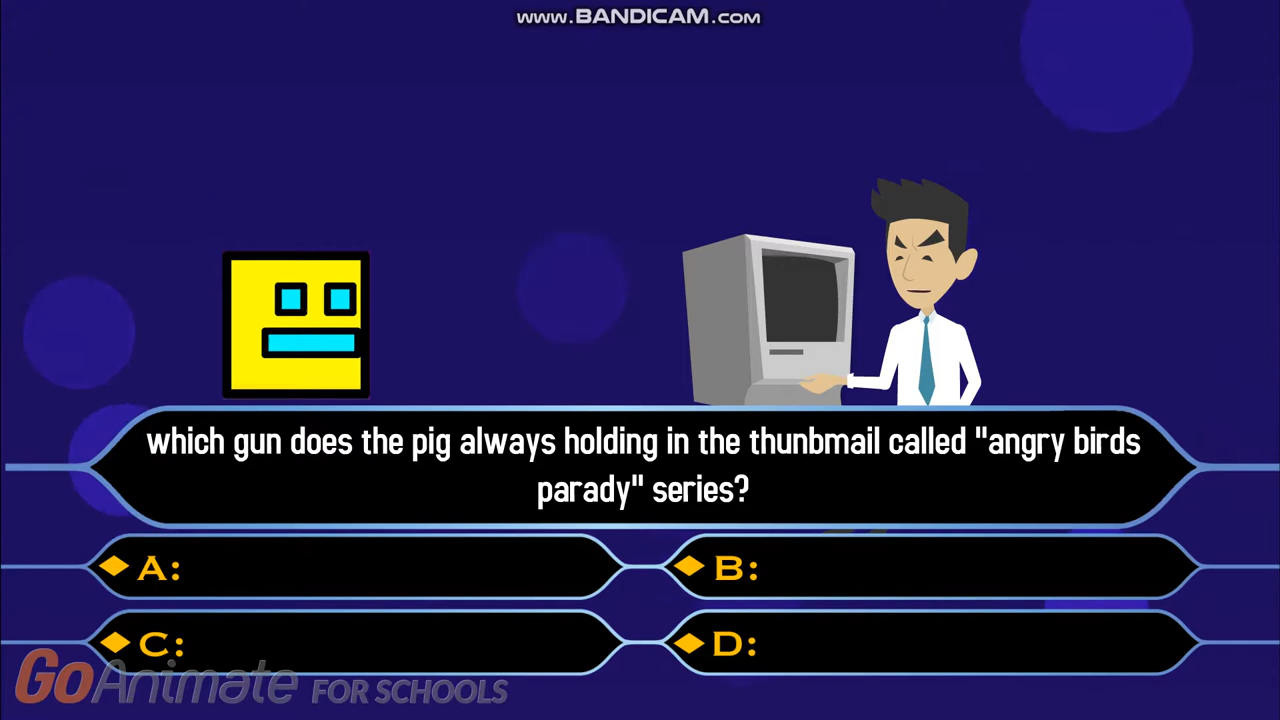 www.BANDICAM.com
which gun does the pig always holding in the thunbmail called "angry birds
parady" series?
A:
B:
C:
D:
GoAnimate FOR SCHOOLS